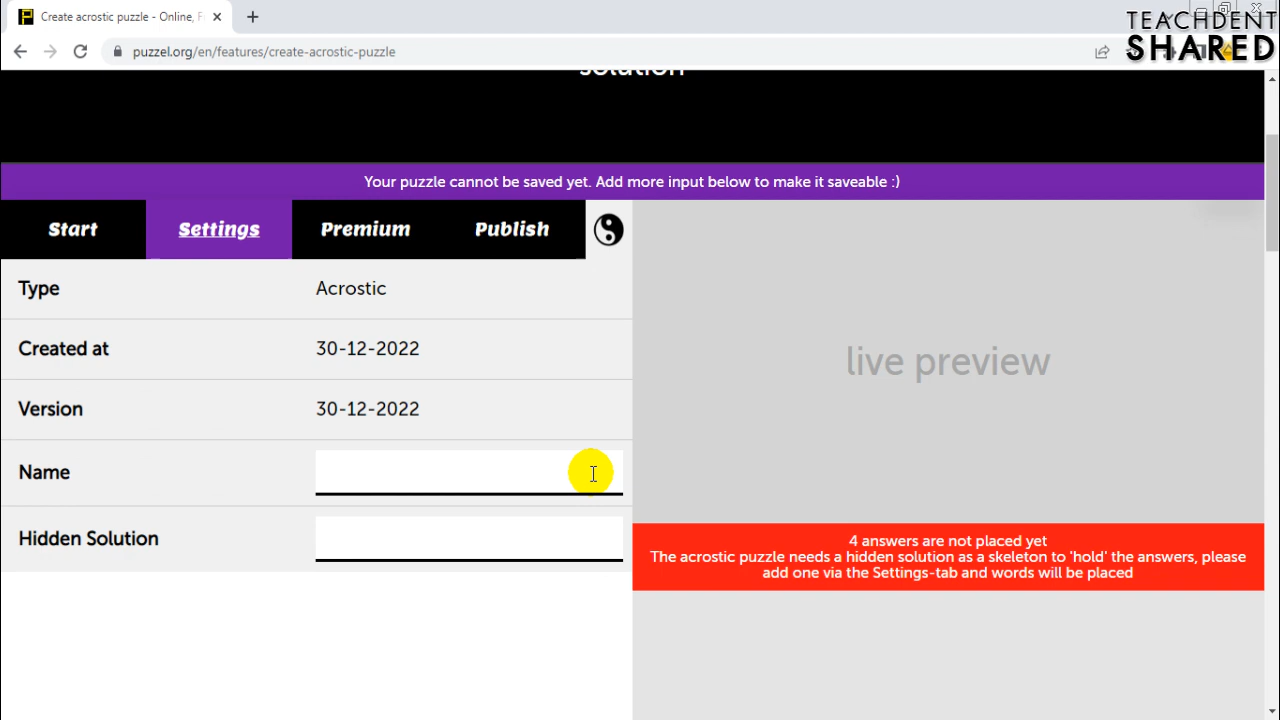 Create acrostic puzzle - Online, F
TEACHDENT
SHARED
puzzel.org/en/features/create-acrostic-puzzle
solution
Your puzzle cannot be saved yet. Add more input below to make it saveable :)
Start
Settings
Premium
Publish
Type
Acrostic
Created at
30-12-2022
Version
30-12-2022
Name
Hidden Solution
live preview
4 answers are not placed yet
The acrostic puzzle needs a hidden solution as a skeleton to 'hold' the answers, please
add one via the Settings-tab and words will be placed